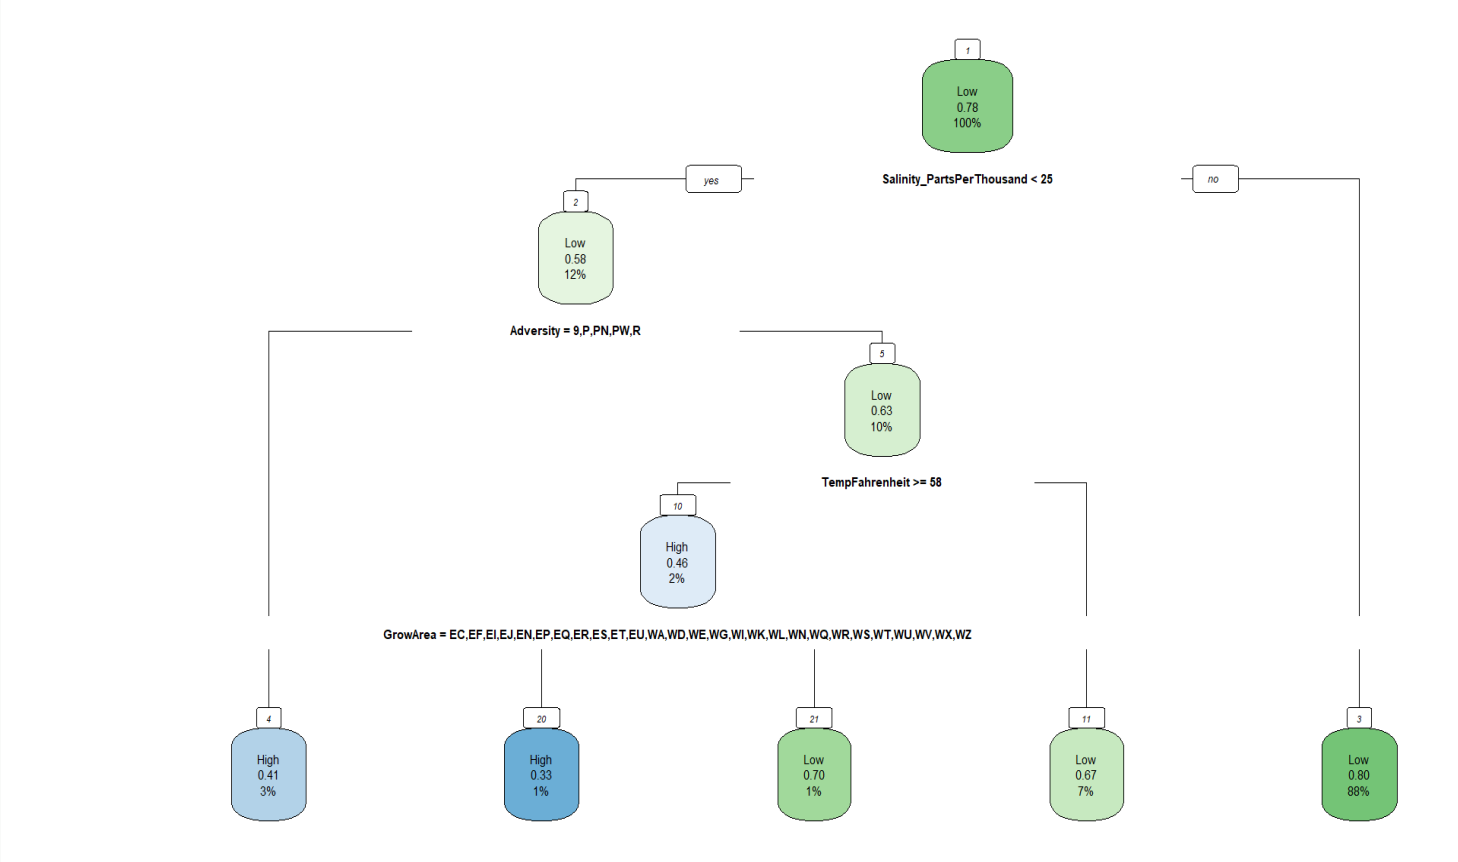 1
Low
0.78
100%
yes
Salinity_PartsPerThousand < 25
no
2
Low
0.58
12%
Adversity = 9,P,PN,PW,R
5
Low
0.63
10%
TempFahrenheit >= 58
10
High
0.46
2%
GrowArea = EC,EF,EI,EJ,EN,EP,EQ,ER,ES,ET,EU,WA,WD,WE,WG,WI,WK,WL,WN,WQ,WR,WS,WT,WU,WV,WX,WZ
4
High
0.41
3%
20
High
0.33
1%
21
Low
0.70
1%
11
Low
0.67
7%
3
Low
0.80
88%